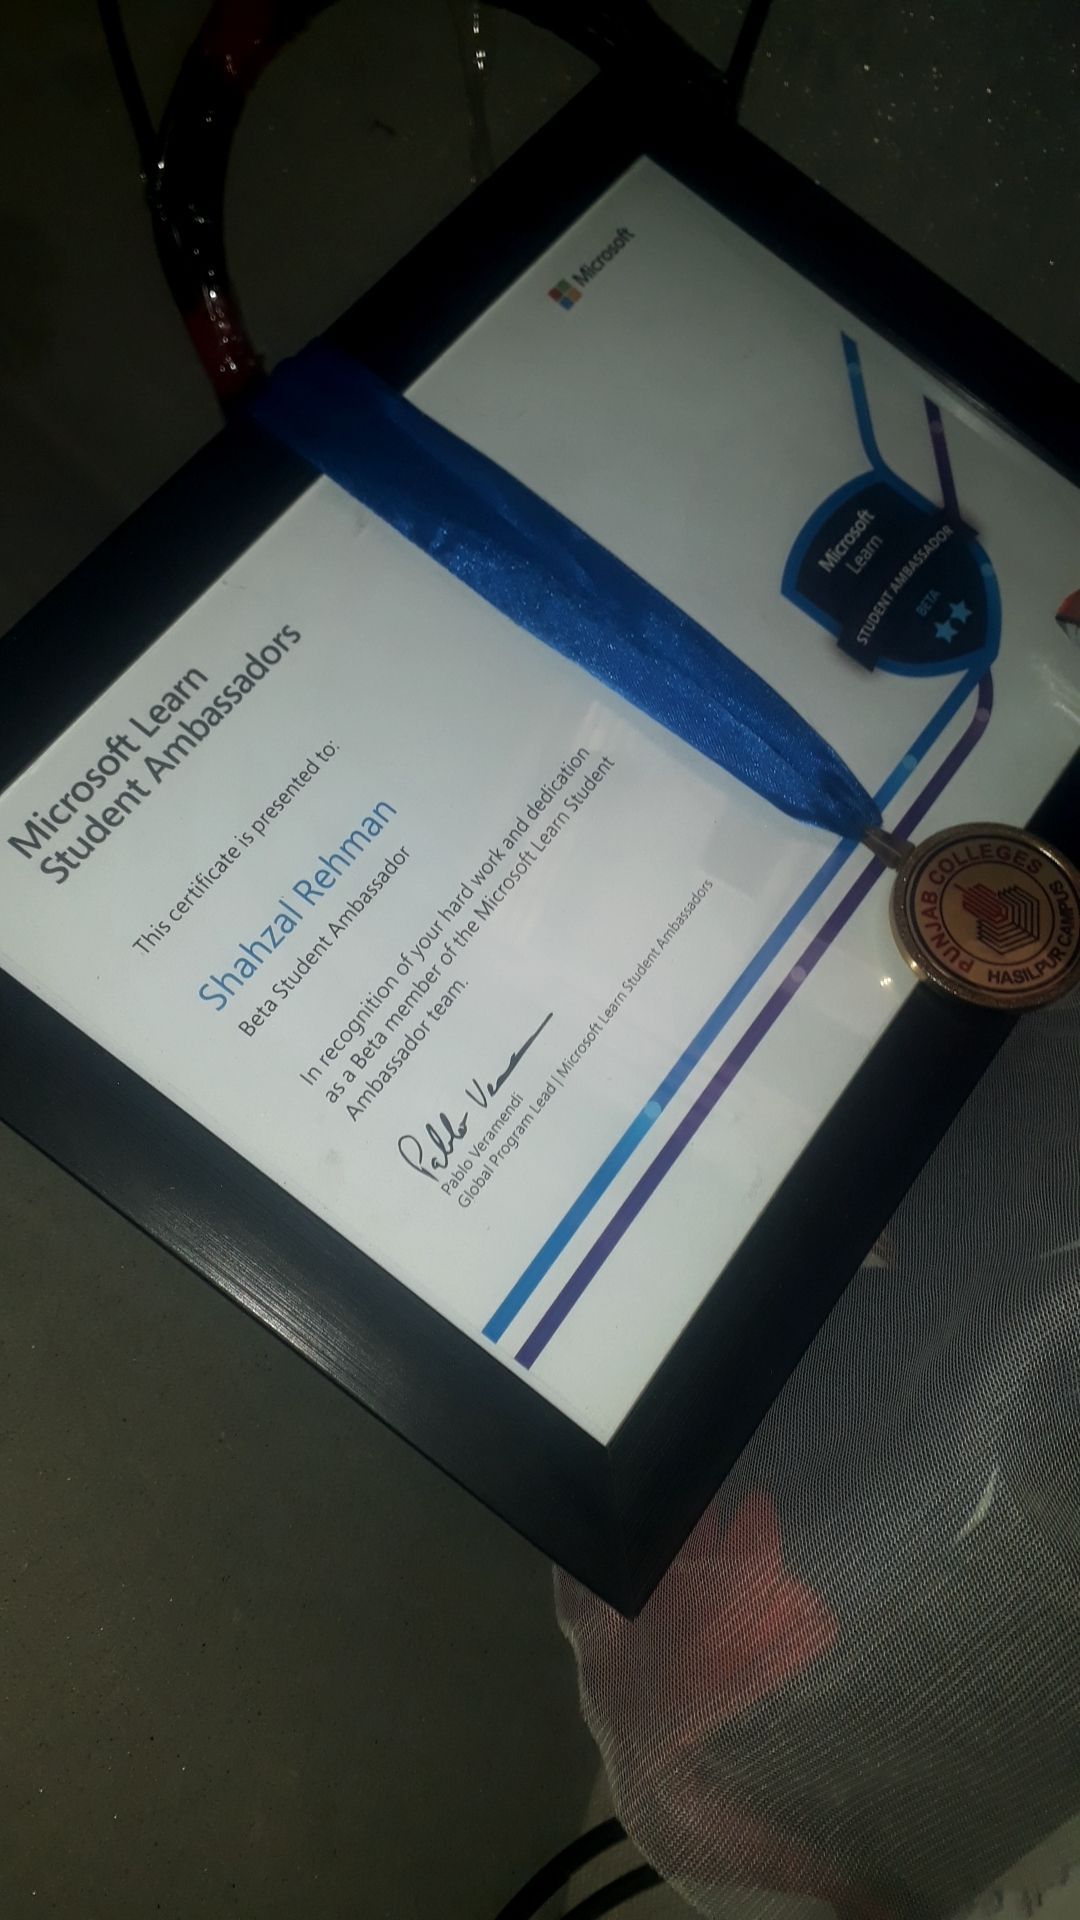 Microsoft
Microsoft Learn
Student Ambassadors
This certificate is presented to:
Shahzal Rehman
Beta Student Ambassador
In recognition of your hard work and dedication
as a Beta member of the Microsoft Learn Student
Ambassador team.
Pablo Veramendi
Pablo Veramendi
Global Program Lead | Microsoft Learn Student Ambassadors
Microsoft
Learn
STUDENT AMBASSADOR
BETA
PUNJAB COLLEGES
HASILPUR CAMPUS